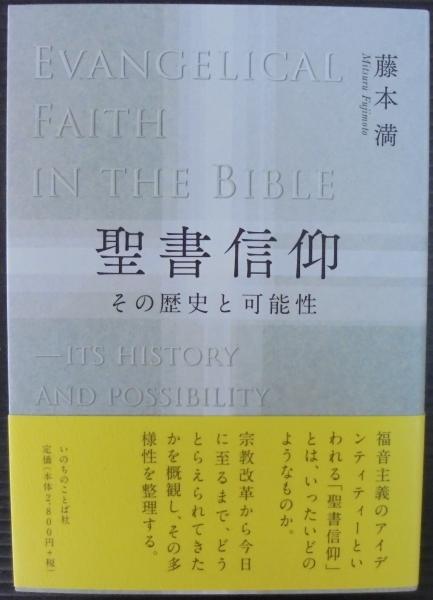 EVANGELICAL
FAITH
IN THE BIBLE
藤本満
Mitsuru Fujimoto
聖書信仰
その歴史と可能性
—ITS HISTORY
AND POSSIBILITY
福音主義のアイデ
ンティティーとい
われる「聖書信仰」
とは、いったいどの
ようなものか。
宗教改革から今日
に至るまで、どう
とらえられてきた
かを概観し、その多
様性を整理する。
いのちのことば社
定価(本体2,800円+税)